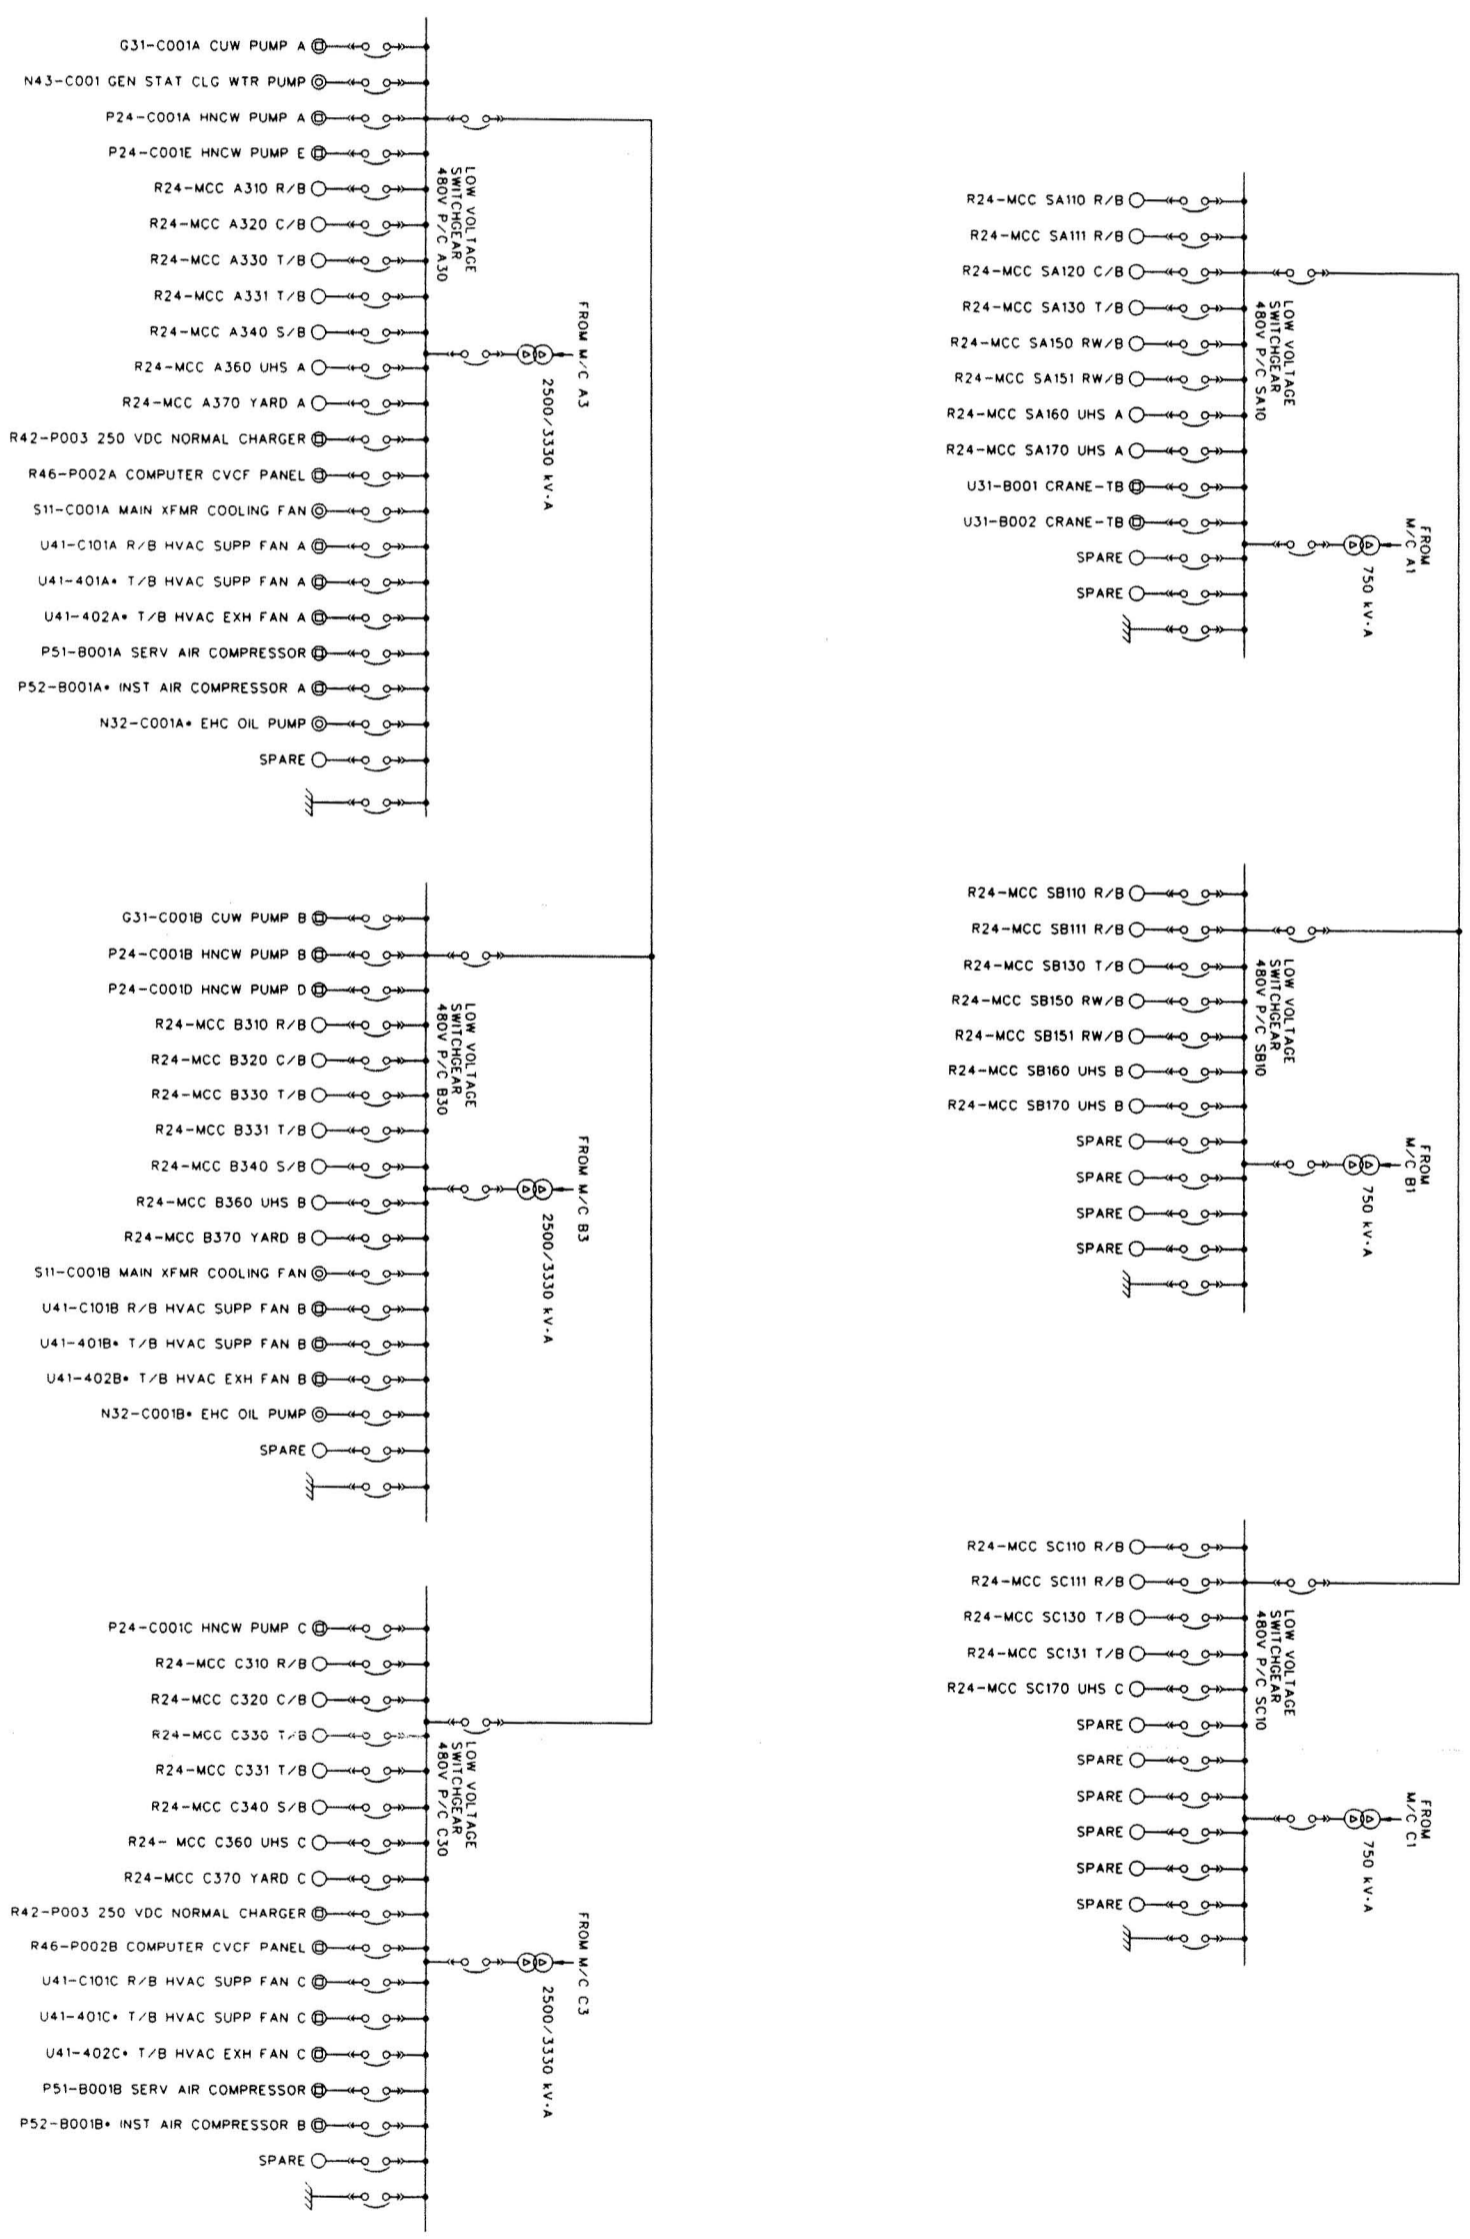 G31-C001A CUW PUMP A
N43-C001 GEN STAT CLG WTR PUMP
P24-C001A HNCW PUMP A
P24-C001E HNCW PUMP E
R24-MCC A310 R/B
R24-MCC A320 C/B
R24-MCC A330 T/B
R24-MCC A331 T/B
R24-MCC A340 S/B
R24-MCC A360 UHS A
R24-MCC A370 YARD A
R42-P003 250 VDC NORMAL CHARGER
R46-P002A COMPUTER CVCF PANEL
S11-C001A MAIN XFMR COOLING FAN
U41-C101A R/B HVAC SUPP FAN A
U41-401A* T/B HVAC SUPP FAN A
U41-402A* T/B HVAC EXH FAN A
P51-B001A SERV AIR COMPRESSOR
P52-B001A* INST AIR COMPRESSOR A
N32-C001A* EHC OIL PUMP
SPARE
LOW VOLTAGE
SWITCHGEAR
480V P/C A30
FROM M/C A3
2500/3330 kV·A
G31-C001B CUW PUMP B
P24-C001B HNCW PUMP B
P24-C001D HNCW PUMP D
R24-MCC B310 R/B
R24-MCC B320 C/B
R24-MCC B330 T/B
R24-MCC B331 T/B
R24-MCC B340 S/B
R24-MCC B360 UHS B
R24-MCC B370 YARD B
S11-C001B MAIN XFMR COOLING FAN
U41-C101B R/B HVAC SUPP FAN B
U41-401B* T/B HVAC SUPP FAN B
U41-402B* T/B HVAC EXH FAN B
N32-C001B* EHC OIL PUMP
SPARE
LOW VOLTAGE
SWITCHGEAR
480V P/C B30
FROM M/C B3
2500/3330 kV·A
P24-C001C HNCW PUMP C
R24-MCC C310 R/B
R24-MCC C320 C/B
R24-MCC C330 T/B
R24-MCC C331 T/B
R24-MCC C340 S/B
R24- MCC C360 UHS C
R24-MCC C370 YARD C
R42-P003 250 VDC NORMAL CHARGER
R46-P002B COMPUTER CVCF PANEL
U41-C101C R/B HVAC SUPP FAN C
U41-401C* T/B HVAC SUPP FAN C
U41-402C* T/B HVAC EXH FAN C
P51-B001B SERV AIR COMPRESSOR
P52-B001B* INST AIR COMPRESSOR B
SPARE
LOW VOLTAGE
SWITCHGEAR
480V P/C C30
FROM M/C C3
2500/3330 kV·A
R24-MCC SA110 R/B
R24-MCC SA111 R/B
R24-MCC SA120 C/B
R24-MCC SA130 T/B
R24-MCC SA150 RW/B
R24-MCC SA151 RW/B
R24-MCC SA160 UHS A
R24-MCC SA170 UHS A
U31-B001 CRANE-TB
U31-B002 CRANE-TB
SPARE
SPARE
LOW VOLTAGE
SWITCHGEAR
480V P/C SA10
FROM
M/C A1
750 kV·A
R24-MCC SB110 R/B
R24-MCC SB111 R/B
R24-MCC SB130 T/B
R24-MCC SB150 RW/B
R24-MCC SB151 RW/B
R24-MCC SB160 UHS B
R24-MCC SB170 UHS B
SPARE
SPARE
SPARE
SPARE
LOW VOLTAGE
SWITCHGEAR
480V P/C SB10
FROM
M/C B1
750 kV·A
R24-MCC SC110 R/B
R24-MCC SC111 R/B
R24-MCC SC130 T/B
R24-MCC SC131 T/B
R24-MCC SC170 UHS C
SPARE
SPARE
SPARE
SPARE
SPARE
SPARE
LOW VOLTAGE
SWITCHGEAR
480V P/C SC10
FROM
M/C C1
750 kV·A